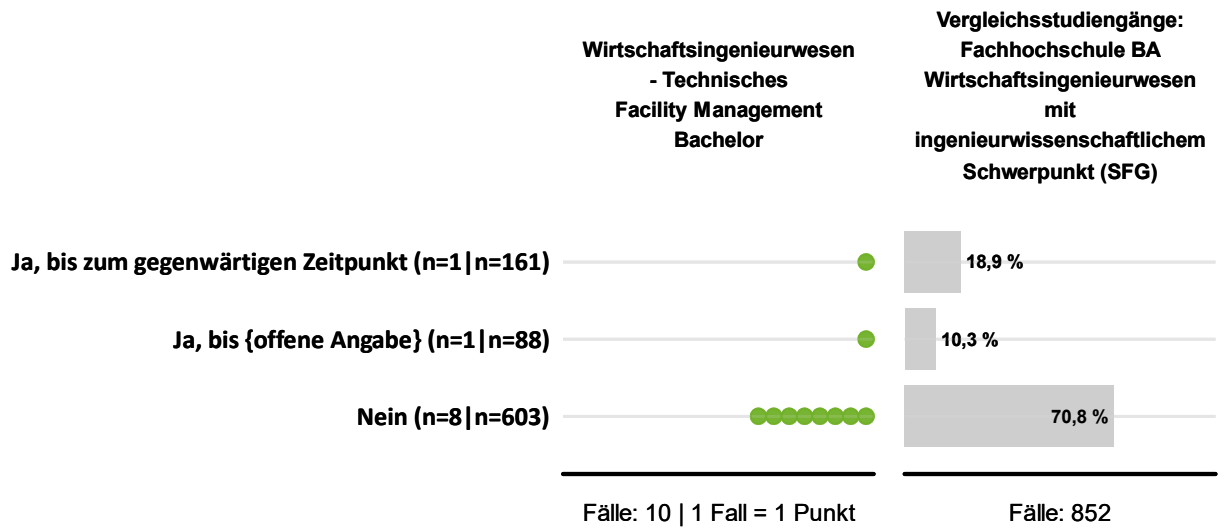 Wirtschaftsingenieurwesen
- Technisches
Facility Management
Bachelor
Vergleichsstudiengänge:
Fachhochschule BA
Wirtschaftsingenieurwesen
mit
ingenieurwissenschaftlichem
Schwerpunkt (SFG)
Ja, bis zum gegenwärtigen Zeitpunkt (n=1|n=161)
18,9 %
Ja, bis {offene Angabe} (n=1|n=88)
10,3 %
Nein (n=8|n=603)
70,8 %
Fälle: 10 | 1 Fall = 1 Punkt
Fälle: 852